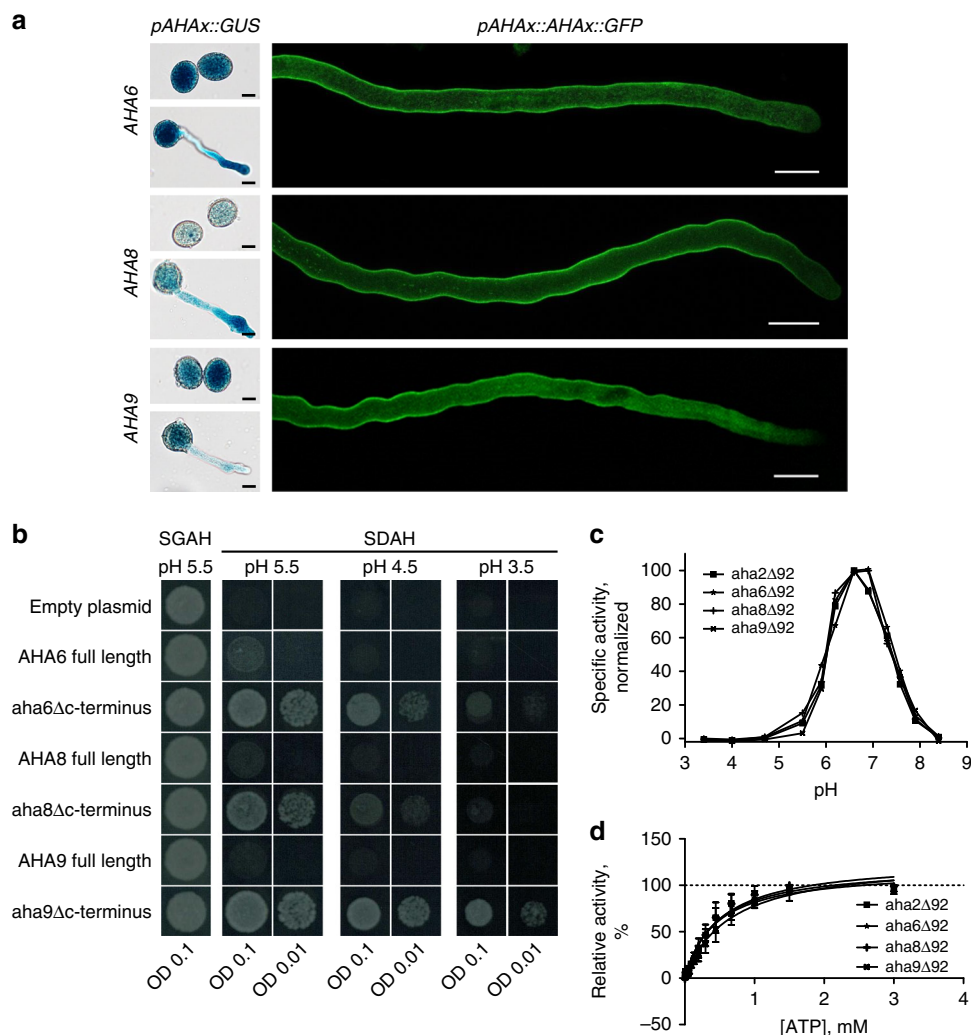 a
pAHAx::GUS
pAHAx::AHAx::GFP
AHA6
AHA8
AHA9
b
SGAH
SDAH
pH 5.5
pH 5.5
pH 4.5
pH 3.5
Empty plasmid
AHA6 full length
aha6Δc-terminus
AHA8 full length
aha8Δc-terminus
AHA9 full length
aha9Δc-terminus
OD 0.1
OD 0.1
OD 0.01
OD 0.1
OD 0.01
OD 0.1
OD 0.01
c
Specific activity,
normalized
100
80
60
40
20
0
aha2Δ92
aha6Δ92
aha8Δ92
aha9Δ92
3 4 5 6 7 8 9
pH
d
Relative activity,
%
150
100
50
0
–50
aha2Δ92
aha6Δ92
aha8Δ92
aha9Δ92
1 2 3 4
[ATP], mM